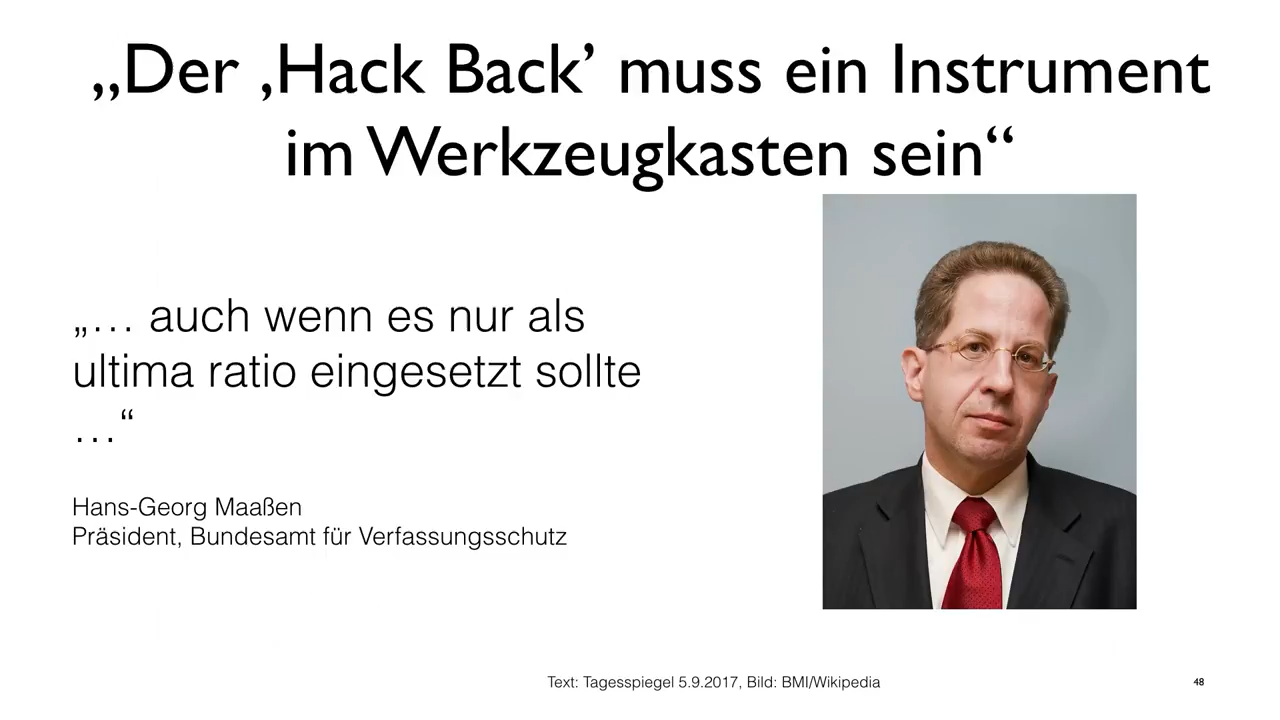 „Der ‚Hack Back’ muss ein Instrument
im Werkzeugkasten sein“
„… auch wenn es nur als
ultima ratio eingesetzt sollte
…“
Hans-Georg Maaßen
Präsident, Bundesamt für Verfassungsschutz
Text: Tagesspiegel 5.9.2017, Bild: BMI/Wikipedia
48